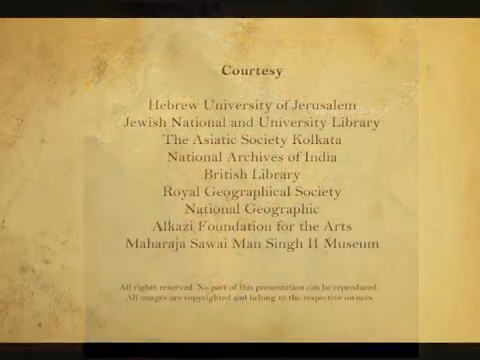 Courtesy
Hebrew University of Jerusalem
Jewish National and University Library
The Asiatic Society Kolkata
National Archives of India
British Library
Royal Geographical Society
National Geographic
Alkazi Foundation for the Arts
Maharaja Sawai Man Singh II Museum
All rights reserved. No part of this presentation can be reproduced.
All images are copyrighted and belong to the respective owners.